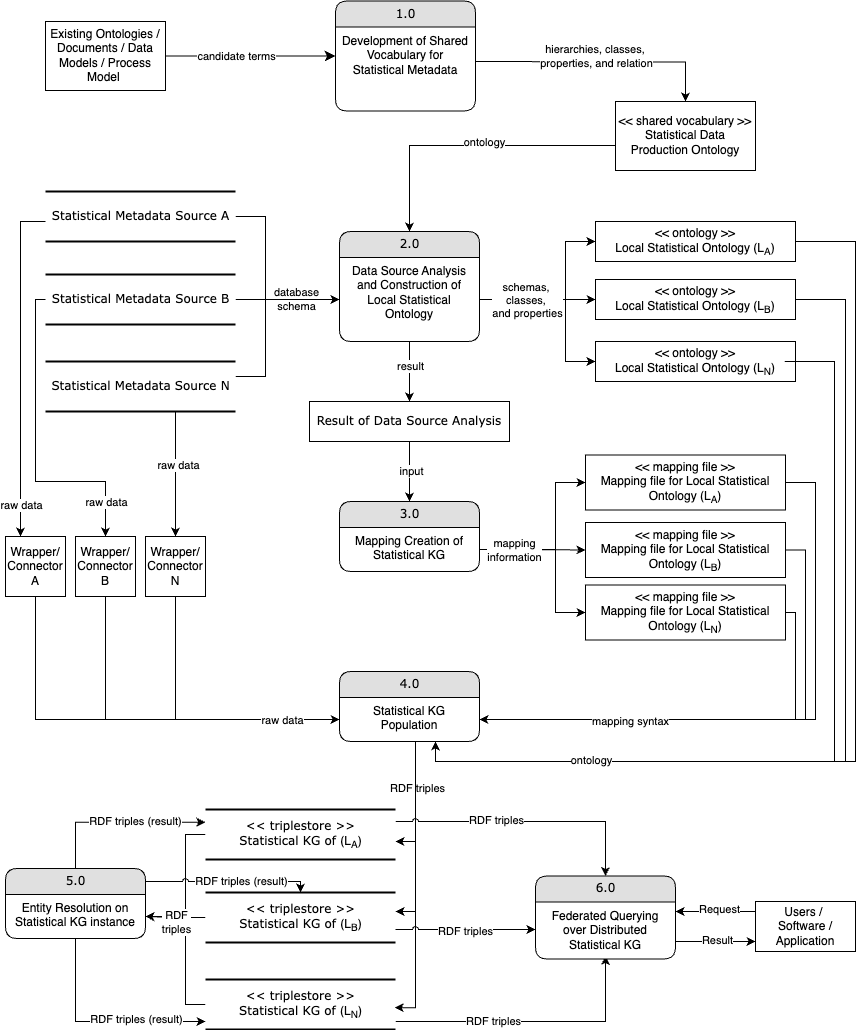 1.0
Existing Ontologies /
Documents / Data
Models / Process
Model
candidate terms
Development of Shared
Vocabulary for
Statistical Metadata
hierarchies, classes,
properties, and relation
<< shared vocabulary >>
Statistical Data
Production Ontology
ontology
Statistical Metadata Source A
Statistical Metadata Source B
Statistical Metadata Source N
database
schema
2.0
Data Source Analysis
and Construction of
Local Statistical
Ontology
schemas,
classes,
and properties
<< ontology >>
Local Statistical Ontology (LA)
<< ontology >>
Local Statistical Ontology (LB)
<< ontology >>
Local Statistical Ontology (LN)
result
Result of Data Source Analysis
input
raw data
raw data
raw data
Wrapper/
Connector
A
Wrapper/
Connector
B
Wrapper/
Connector
N
3.0
Mapping Creation of
Statistical KG
mapping
information
<< mapping file >>
Mapping file for Local Statistical
Ontology (LA)
<< mapping file >>
Mapping file for Local Statistical
Ontology (LB)
<< mapping file >>
Mapping file for Local Statistical
Ontology (LN)
4.0
Statistical KG
Population
raw data
mapping syntax
ontology
RDF triples
RDF triples (result)
<< triplestore >>
Statistical KG of (LA)
RDF triples
5.0
Entity Resolution on
Statistical KG instance
RDF triples (result)
RDF
triples
<< triplestore >>
Statistical KG of (LB)
RDF triples
6.0
Federated Querying
over Distributed
Statistical KG
Request
Result
Users /
Software /
Application
RDF triples (result)
<< triplestore >>
Statistical KG of (LN)
RDF triples